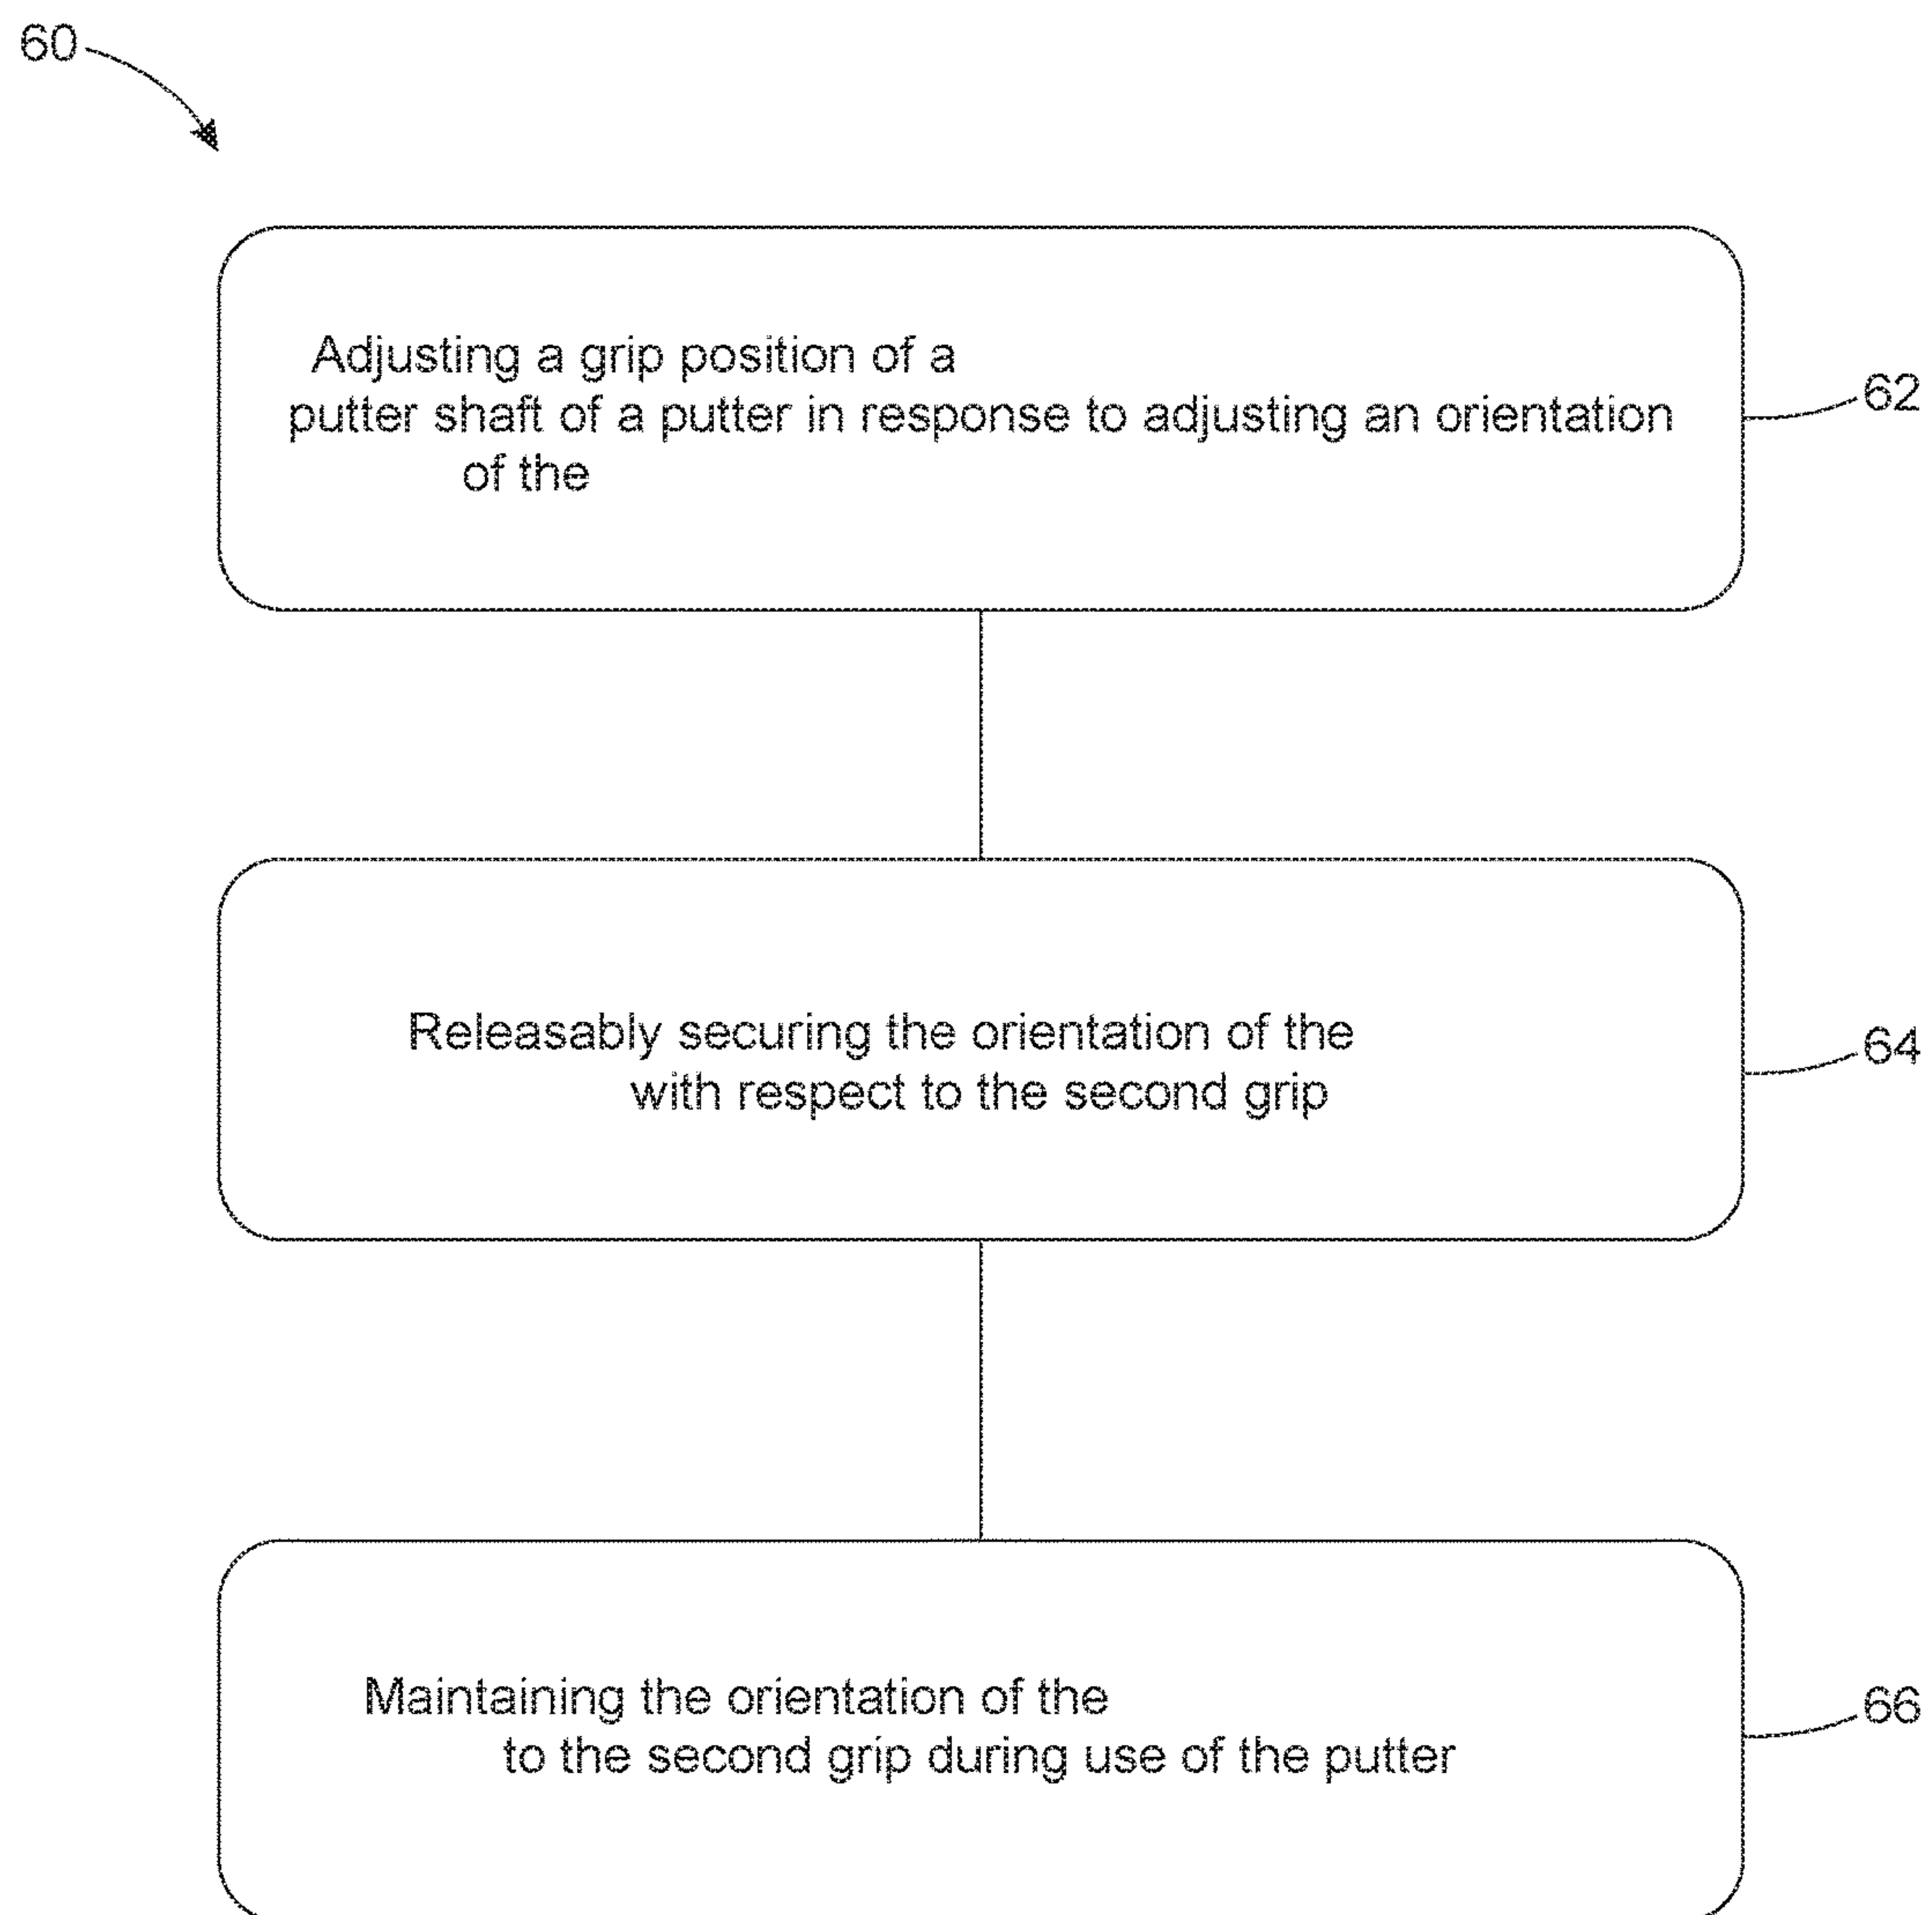 60
Adjusting a grip position of a
putter shaft of a putter in response to adjusting an orientation
of the
62
Releasably securing the orientation of the
with respect to the second grip
64
Maintaining the orientation of the
to the second grip during use of the putter
66